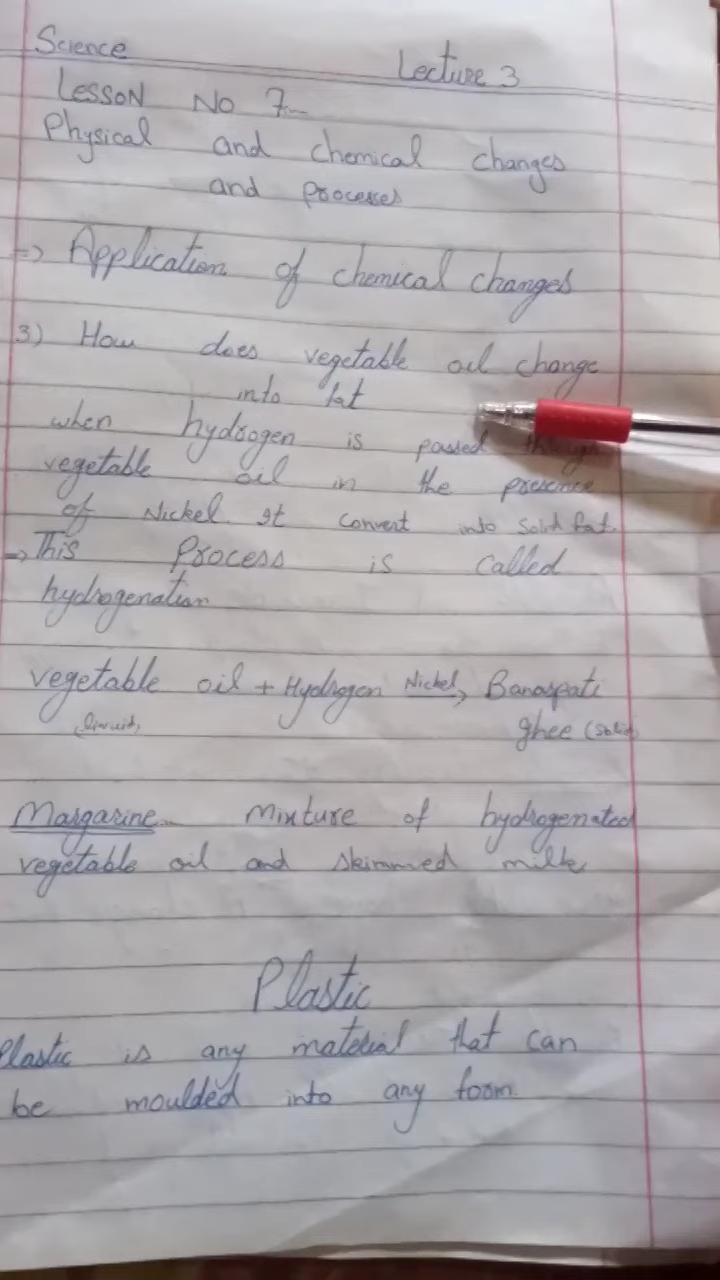 Science Lecture 3
Lesson No 7
Physical and chemical changes
and processes
=> Application of chemical changes
3) How does vegetable oil change
into fat
when hydrogen is passed through
vegetable oil in the presence
of Nickel. It convert into solid fat.
=> This Process is called
hydrogenation
vegetable oil + Hydrogen Nickel> Banaspati
(liquid) ghee (solid)
Margarine mixture of hydrogenated
vegetable oil and skimmed milk
Plastic
Plastic is any material that can
be moulded into any form